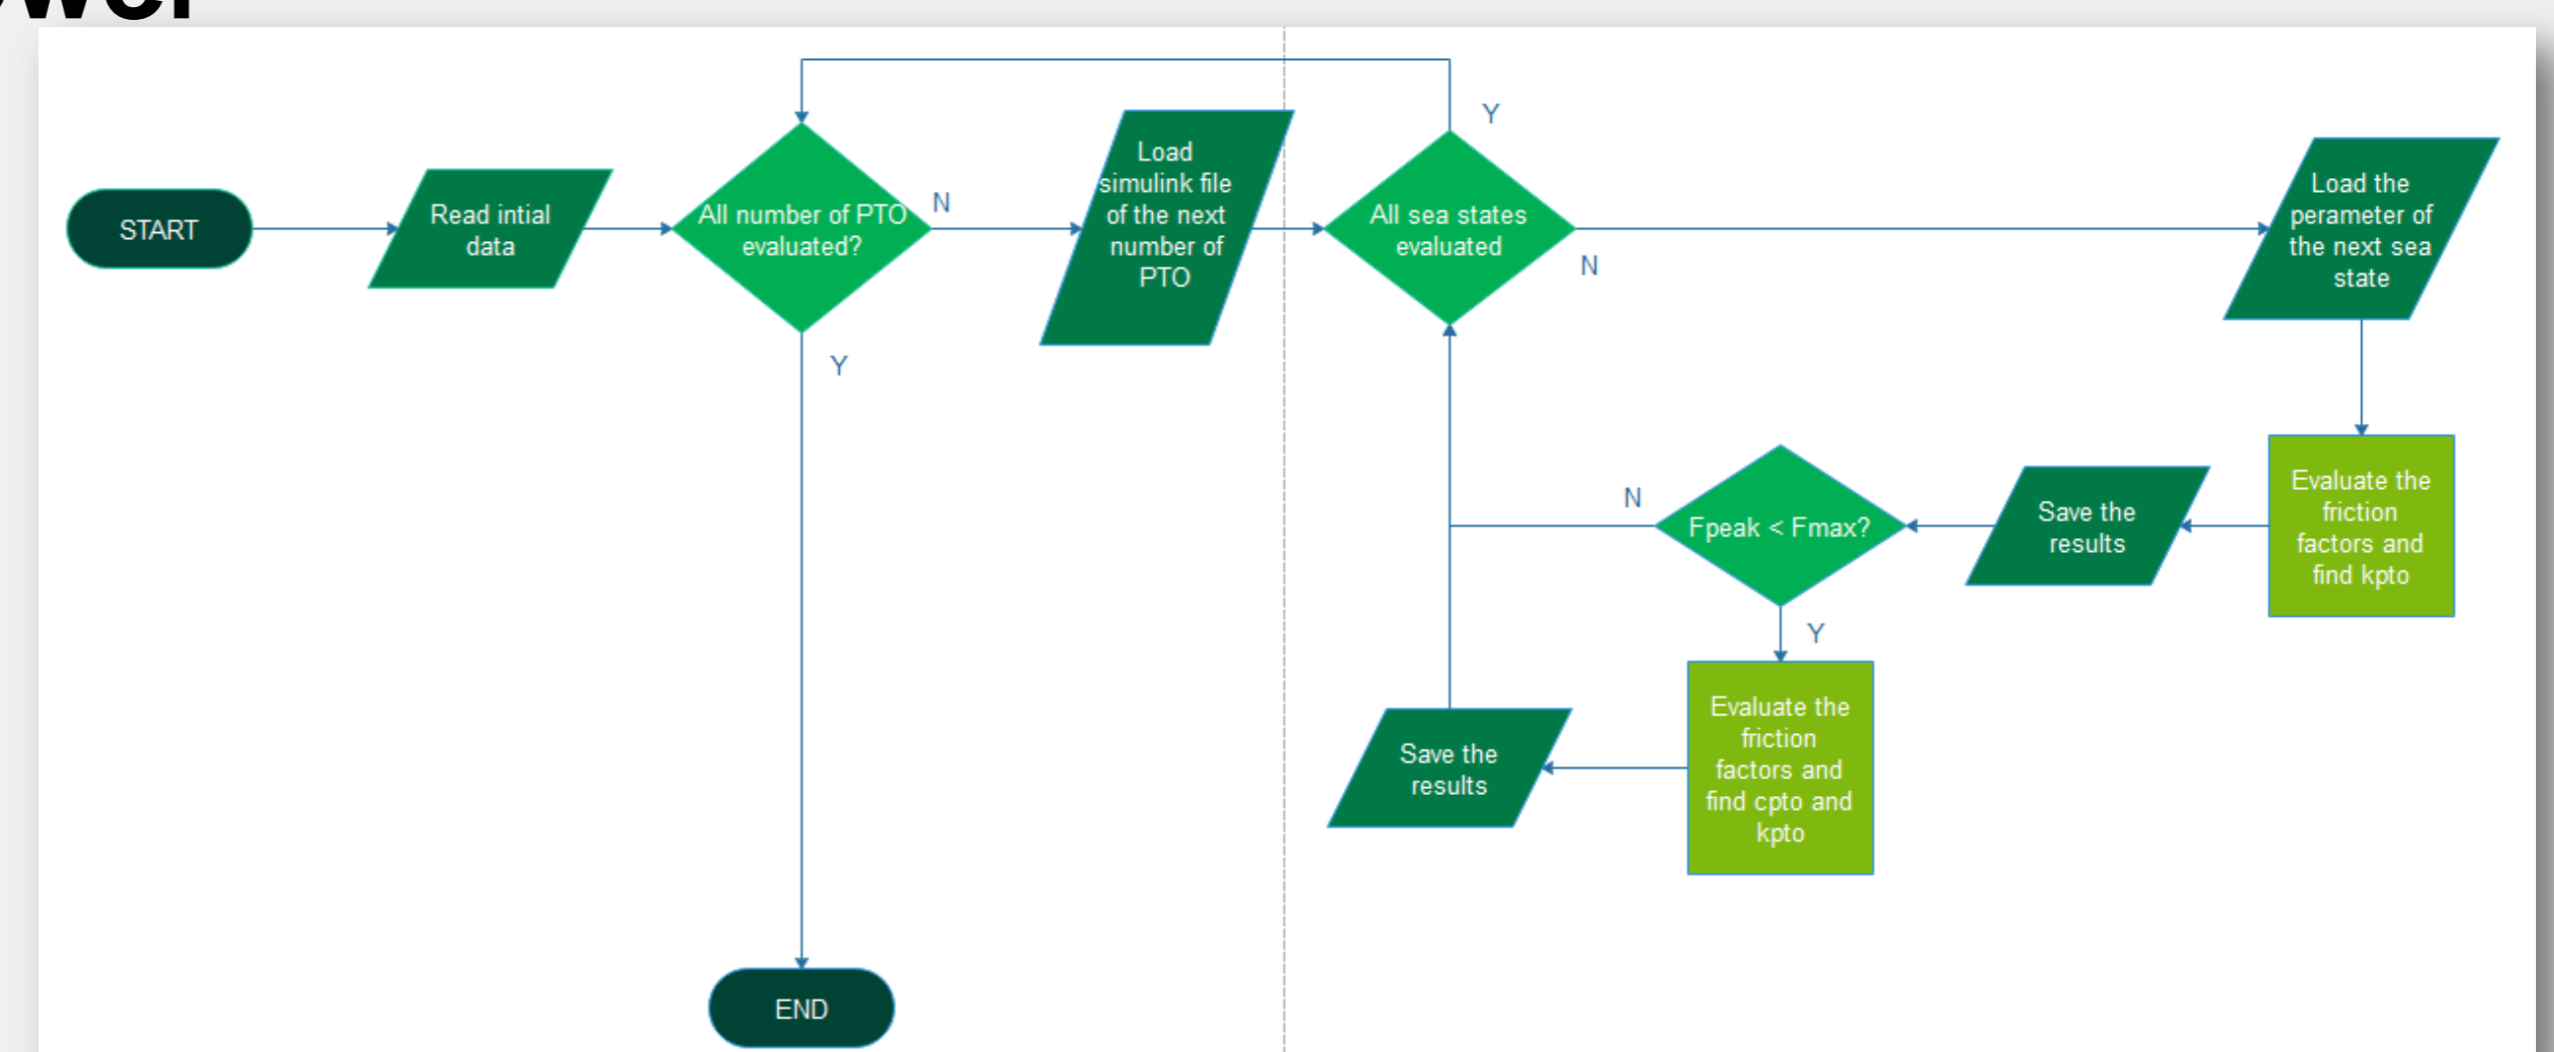 START
Read intial
data
All number of PTO
evaluated?
N
Y
Load
simulink file
of the next
number of
PTO
All sea states
evaluated
Y
N
Load the
perameter of
the next sea
state
Evaluate the
friction
factors and
find kpto
Save the
results
Fpeak < Fmax?
N
Y
Evaluate the
friction
factors and
find cpto and
kpto
Save the
results
END